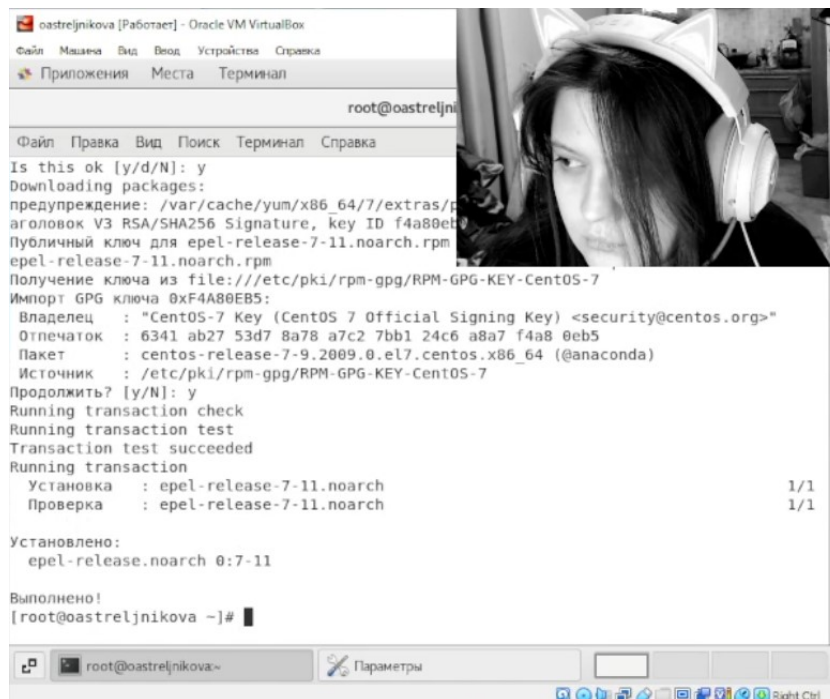 oastreljnikova [Работает] - Oracle VM VirtualBox
Файл Машина Вид Ввод Устройства Справка
Приложения Места Терминал
root@oastreljni
Файл Правка Вид Поиск Терминал Справка
Is this ok [y/d/N]: y
Downloading packages:
предупреждение: /var/cache/yum/x86_64/7/extras/p
аголовок V3 RSA/SHA256 Signature, key ID f4a80eb
Публичный ключ для epel-release-7-11.noarch.rpm
epel-release-7-11.noarch.rpm
Получение ключа из file:///etc/pki/rpm-gpg/RPM-GPG-KEY-CentOS-7
Импорт GPG ключа 0xF4A80EB5:
Владелец : "CentOS-7 Key (CentOS 7 Official Signing Key) <security@centos.org>"
Отпечаток : 6341 ab27 53d7 8a78 a7c2 7bb1 24c6 a8a7 f4a8 0eb5
Пакет : centos-release-7-9.2009.0.el7.centos.x86_64 (@anaconda)
Источник : /etc/pki/rpm-gpg/RPM-GPG-KEY-CentOS-7
Продолжить? [y/N]: y
Running transaction check
Running transaction test
Transaction test succeeded
Running transaction
Установка : epel-release-7-11.noarch 1/1
Проверка : epel-release-7-11.noarch 1/1
Установлено:
epel-release.noarch 0:7-11
Выполнено!
[root@oastreljnikova ~]#
root@oastreljnikova:~ Параметры
Right Ctrl